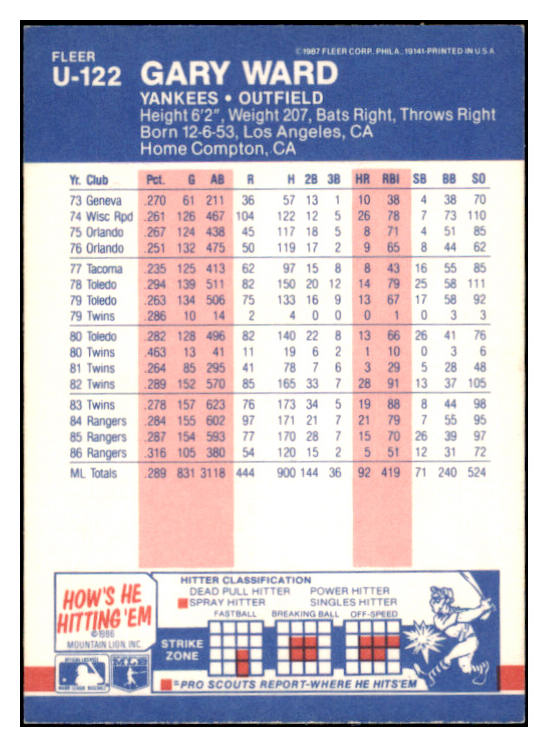 FLEER
©1987 FLEER CORP. PHILA. 19141-PRINTED IN U.S.A
U-122 GARY WARD
YANKEES • OUTFIELD
Height 6'2", Weight 207, Bats Right, Throws Right
Born 12-6-53, Los Angeles, CA
Home Compton, CA
Yr. Club Pct. G AB R H 2B 3B HR RBI SB BB SO
73 Geneva .270 61 211 36 57 13 1 10 38 4 38 70
74 Wisc Rpd .261 126 467 104 122 12 5 26 78 7 73 110
75 Orlando .267 124 438 45 117 18 5 8 71 4 51 85
76 Orlando .251 132 475 50 119 17 2 9 65 8 44 62
77 Tacoma .235 125 413 62 97 15 8 8 43 16 55 85
78 Toledo .294 139 511 82 150 20 12 14 79 25 58 111
79 Toledo .263 134 506 75 133 16 9 13 67 17 58 92
79 Twins .286 10 14 2 4 0 0 0 1 0 3 3
80 Toledo .282 128 496 82 140 22 8 13 66 26 41 76
80 Twins .463 13 41 11 19 6 2 1 10 0 3 6
81 Twins .264 85 295 41 78 7 6 3 29 5 28 48
82 Twins .289 152 570 85 165 33 7 28 91 13 37 105
83 Twins .278 157 623 76 173 34 5 19 88 8 44 98
84 Rangers .284 155 602 97 171 21 7 21 79 7 55 95
85 Rangers .287 154 593 77 170 28 7 15 70 26 39 97
86 Rangers .316 105 380 54 120 15 2 5 51 12 31 72
ML Totals .289 831 3118 444 900 144 36 92 419 71 240 524
HOW'S HE
HITTING 'EM
©1986
MOUNTAIN LION, INC.
HITTER CLASSIFICATION
DEAD PULL HITTER POWER HITTER
SPRAY HITTER SINGLES HITTER
FASTBALL BREAKING BALL OFF-SPEED
STRIKE
ZONE
=PRO SCOUTS REPORT-WHERE HE HITS 'EM